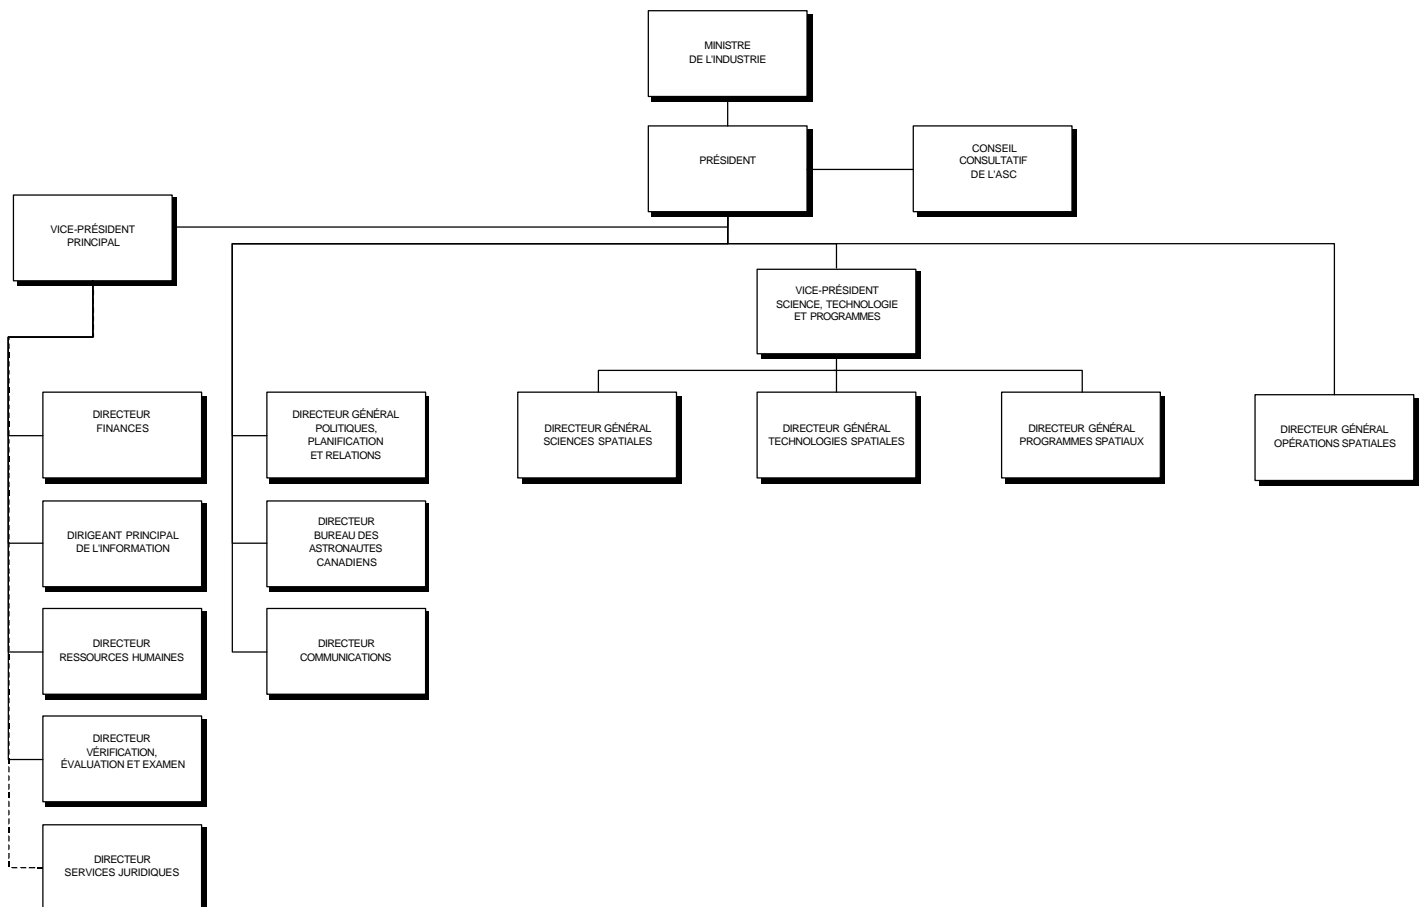 MINISTRE
DE L'INDUSTRIE
PRÉSIDENT
CONSEIL
CONSULTATIF
DE L'ASC
VICE-PRÉSIDENT
PRINCIPAL
VICE-PRÉSIDENT
SCIENCE, TECHNOLOGIE
ET PROGRAMMES
DIRECTEUR
FINANCES
DIRECTEUR GÉNÉRAL
POLITIQUES,
PLANIFICATION
ET RELATIONS
DIRECTEUR GÉNÉRAL
SCIENCES SPATIALES
DIRECTEUR GÉNÉRAL
TECHNOLOGIES SPATIALES
DIRECTEUR GÉNÉRAL
PROGRAMMES SPATIAUX
DIRECTEUR GÉNÉRAL
OPÉRATIONS SPATIALES
DIRIGEANT PRINCIPAL
DE L'INFORMATION
DIRECTEUR
BUREAU DES
ASTRONAUTES
CANADIENS
DIRECTEUR
RESSOURCES HUMAINES
DIRECTEUR
COMMUNICATIONS
DIRECTEUR
VÉRIFICATION,
ÉVALUATION ET EXAMEN
DIRECTEUR
SERVICES JURIDIQUES